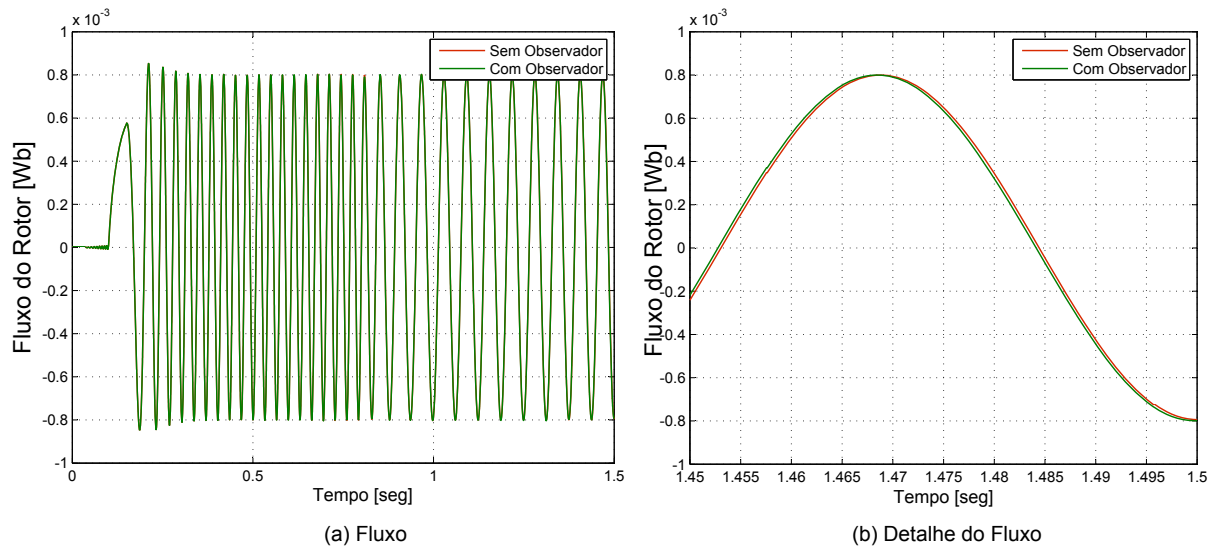 x 10⁻³
1
0.8
0.6
0.4
0.2
0
-0.2
-0.4
-0.6
-0.8
-1
Fluxo do Rotor [Wb]
Sem Observador
Com Observador
0 0.5 1 1.5
Tempo [seg]
(a) Fluxo
x 10⁻³
1
0.8
0.6
0.4
0.2
0
-0.2
-0.4
-0.6
-0.8
-1
Fluxo do Rotor [Wb]
Sem Observador
Com Observador
1.45 1.455 1.46 1.465 1.47 1.475 1.48 1.485 1.49 1.495 1.5
Tempo [seg]
(b) Detalhe do Fluxo